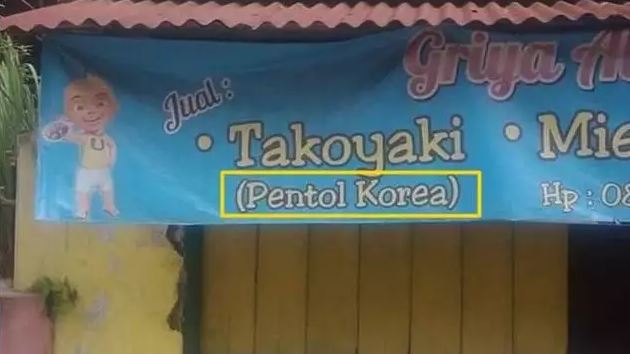 Griya
Jual :
• Takoyaki • Mie
(Pentol Korea) Hp : 08
U